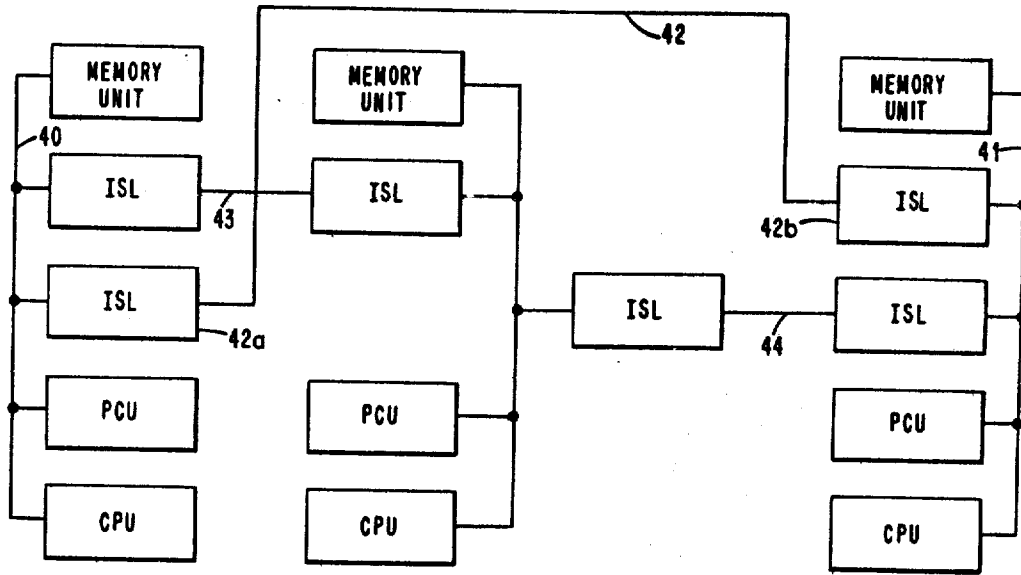 42
MEMORY
UNIT
MEMORY
UNIT
MEMORY
UNIT
40
41
ISL
43
ISL
42b
ISL
ISL
42a
ISL
44
ISL
PCU
PCU
PCU
CPU
CPU
CPU